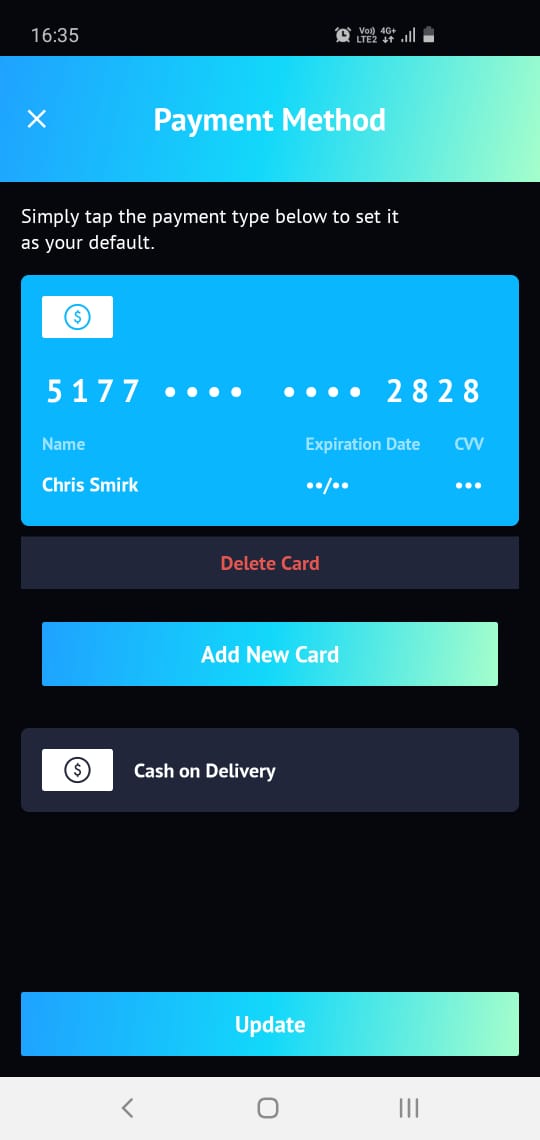 16:35
Vo)) 4G+
LTE2
Payment Method
Simply tap the payment type below to set it
as your default.
$
5177 •••• •••• 2828
Name Expiration Date CVV
Chris Smirk ••/•• •••
Delete Card
Add New Card
$ Cash on Delivery
Update